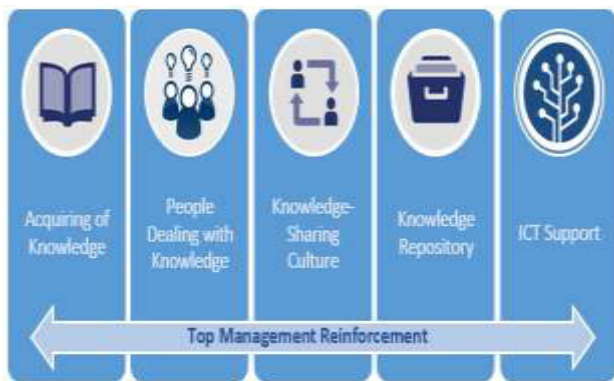 Acquiring of
Knowledge
People
Dealing with
Knowledge
Knowledge-
Sharing
Culture
Knowledge
Repository
ICT Support
Top Management Reinforcement